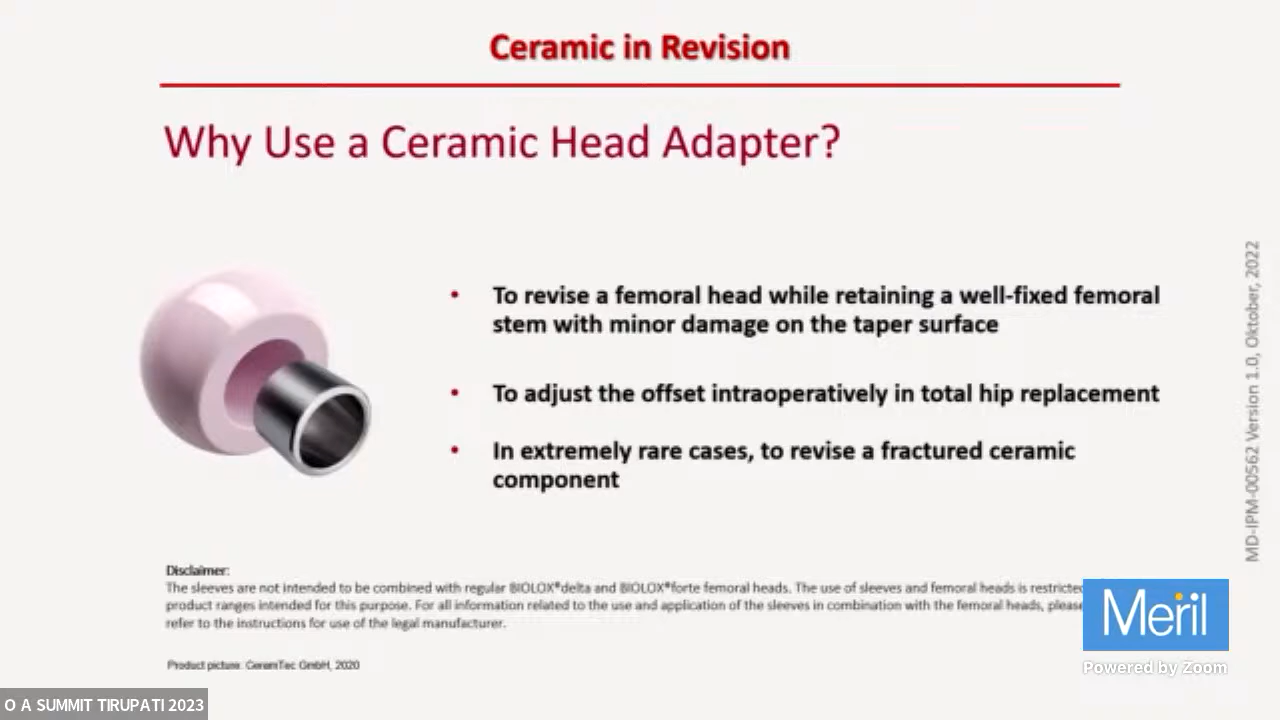 Ceramic in Revision
Why Use a Ceramic Head Adapter?
• To revise a femoral head while retaining a well-fixed femoral
stem with minor damage on the taper surface
• To adjust the offset intraoperatively in total hip replacement
• In extremely rare cases, to revise a fractured ceramic
component
Disclaimer:
The sleeves are not intended to be combined with regular BIOLOX®delta and BIOLOX®forte femoral heads. The use of sleeves and femoral heads is restricted
product ranges intended for this purpose. For all information related to the use and application of the sleeves in combination with the femoral heads, please
refer to the instructions for use of the legal manufacturer.
Product picture: CeramTec GmbH, 2020
MD-IPM-00562 Version 1.0, Oktober, 2022
Meril
Powered by Zoom
O A SUMMIT TIRUPATI 2023